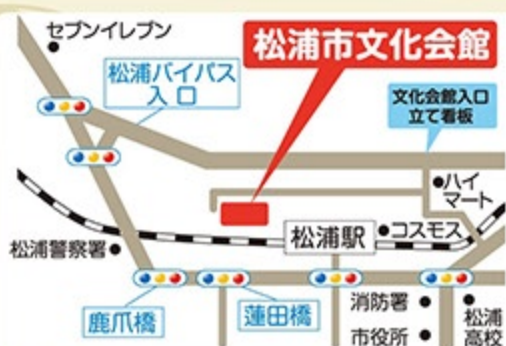 セブンイレブン
松浦市文化会館
松浦バイパス
入口
文化会館入口
立て看板
ハイ
マート
松浦駅
コスモス
松浦警察署
鹿爪橋
蓮田橋
消防署
市役所
松浦
高校